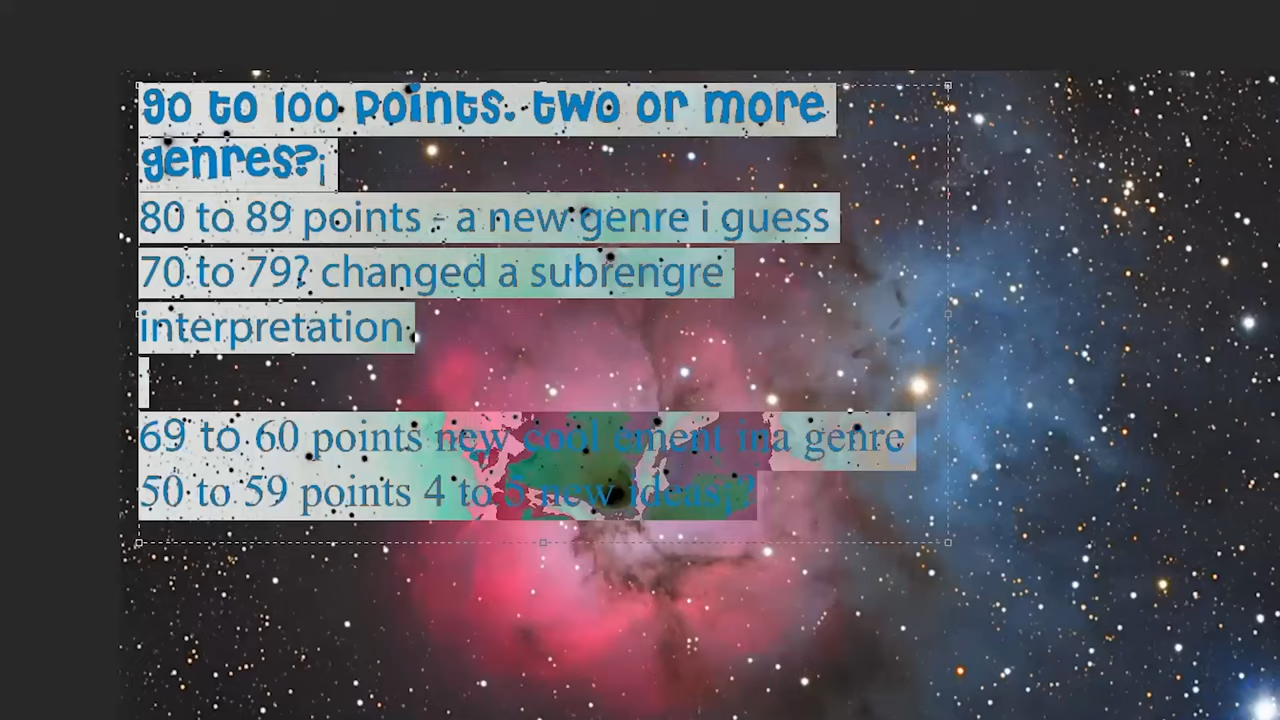 90 to 100 points. two or more
genres?¡
80 to 89 points - a new genre i guess
70 to 79? changed a subrengre
interpretation.
69 to 60 points new cool ement ina genre
50 to 59 points 4 to 5 new ideas¡?